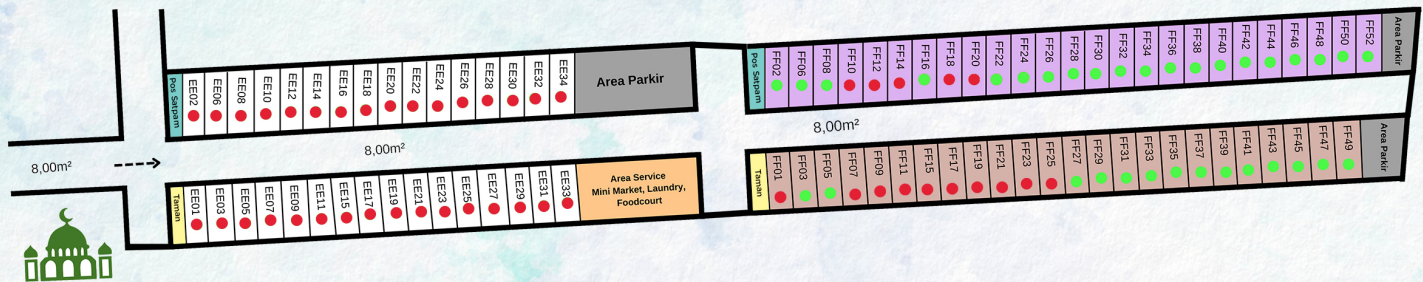 Pos Satpam
EE02
EE06
EE08
EE10
EE12
EE14
EE16
EE18
EE20
EE22
EE24
EE26
EE28
EE30
EE32
EE34
Area Parkir
Pos Satpam
FF02
FF06
FF08
FF10
FF12
FF14
FF16
FF18
FF20
FF22
FF24
FF26
FF28
FF30
FF32
FF34
FF36
FF38
FF40
FF42
FF44
FF46
FF48
FF50
FF52
Area Parkir
8,00m²
8,00m²
8,00m²
Taman
EE01
EE03
EE05
EE07
EE09
EE11
EE15
EE17
EE19
EE21
EE23
EE25
EE27
EE29
EE31
EE33
Area Service
Mini Market, Laundry,
Foodcourt
Taman
FF01
FF03
FF05
FF07
FF09
FF11
FF15
FF17
FF19
FF21
FF23
FF25
FF27
FF29
FF31
FF33
FF35
FF37
FF39
FF41
FF43
FF45
FF47
FF49
Area Parkir